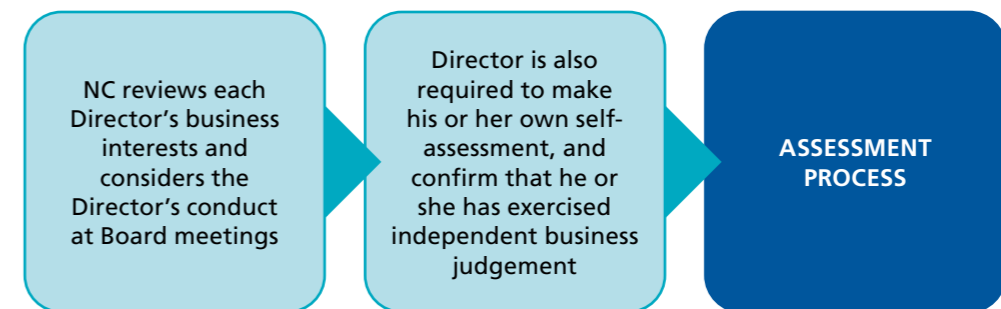 NC reviews each
Director’s business
interests and
considers the
Director’s conduct
at Board meetings
Director is also
required to make
his or her own self-
assessment, and
confirm that he or
she has exercised
independent business
judgement
ASSESSMENT
PROCESS